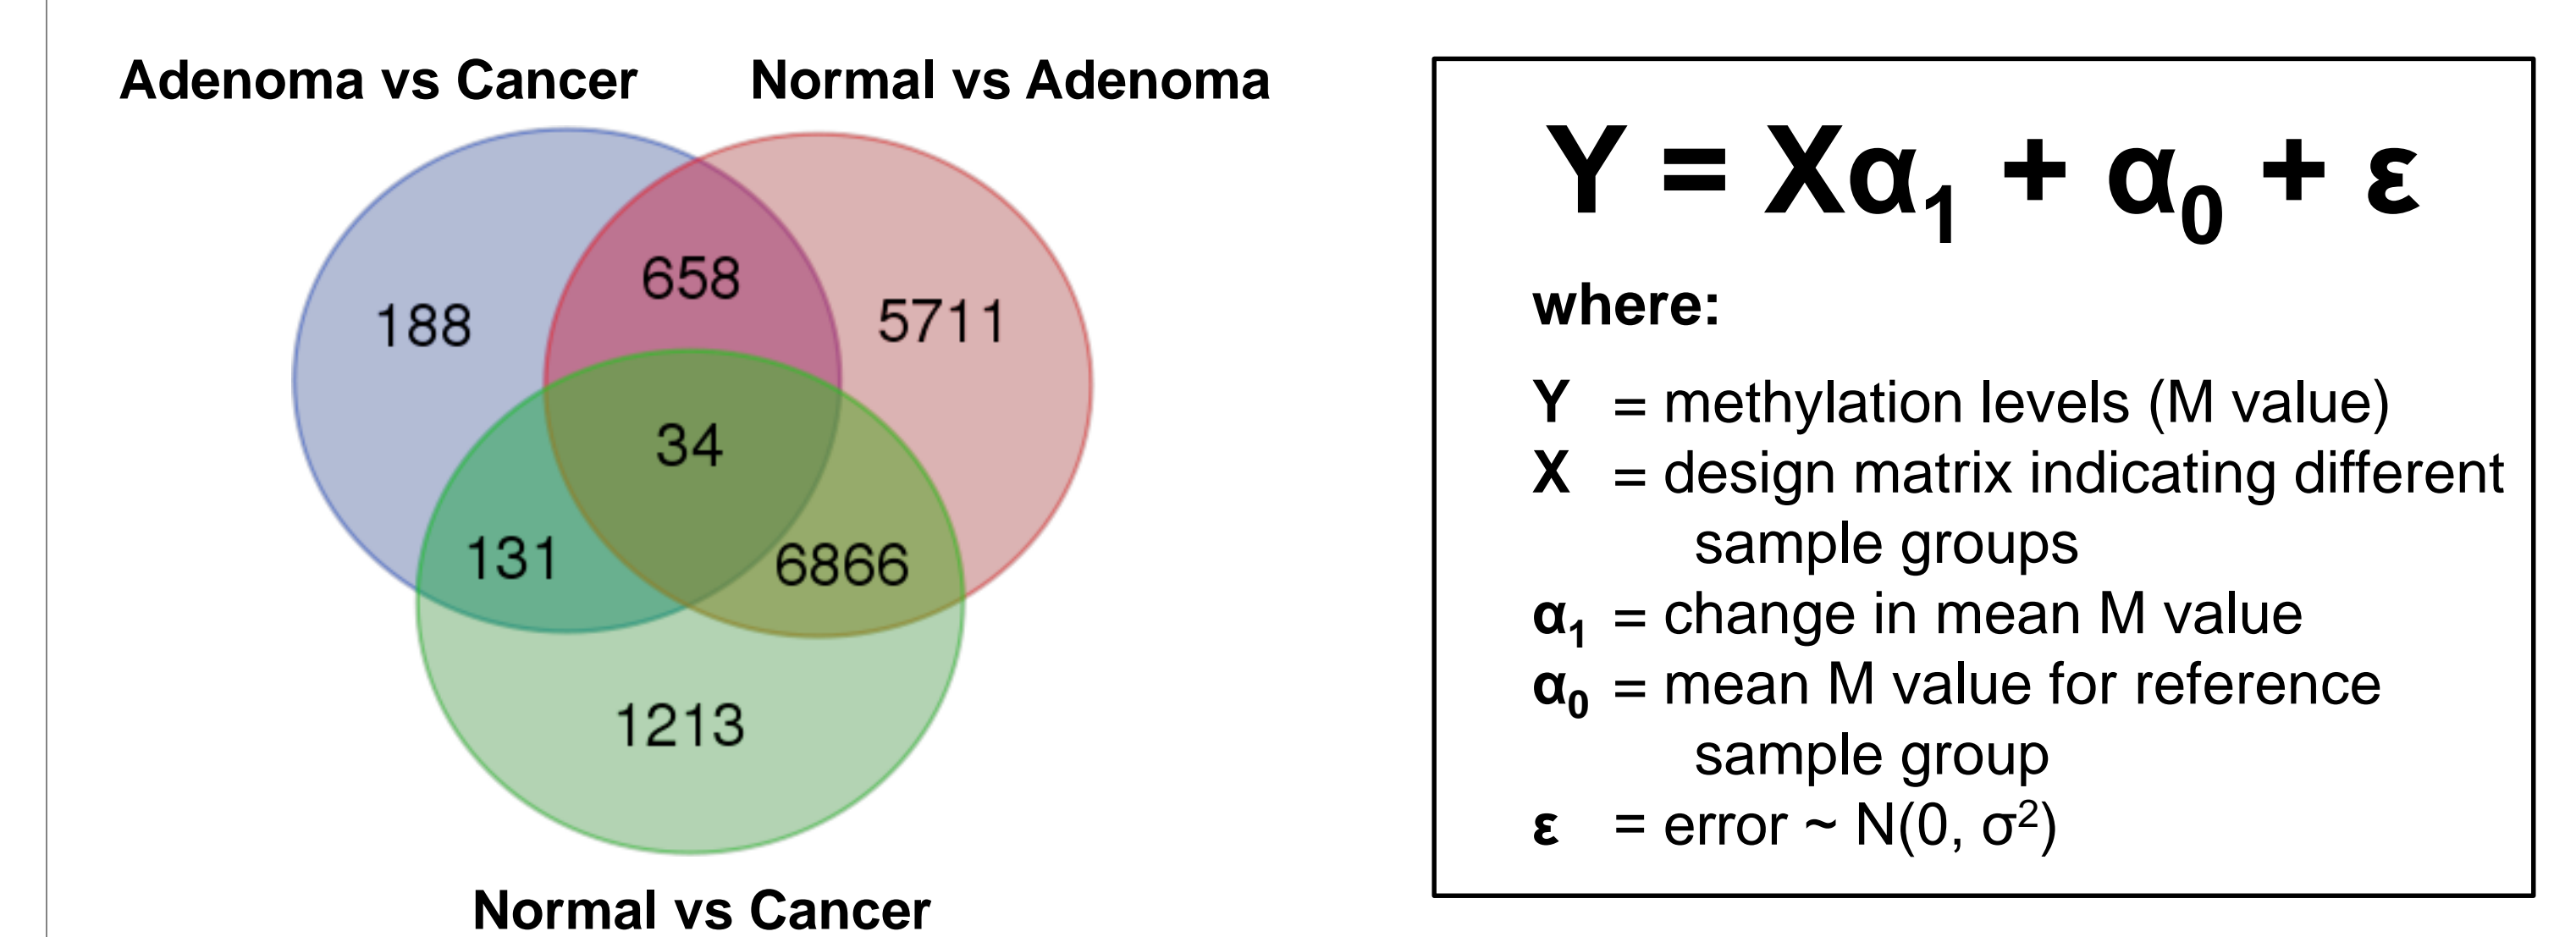 Adenoma vs Cancer
Normal vs Adenoma
658
188
5711
34
131
6866
1213
Normal vs Cancer
Y = Xα₁ + α₀ + ε
where:
Y = methylation levels (M value)
X = design matrix indicating different
sample groups
α₁ = change in mean M value
α₀ = mean M value for reference
sample group
ε = error ~ N(0, σ²)